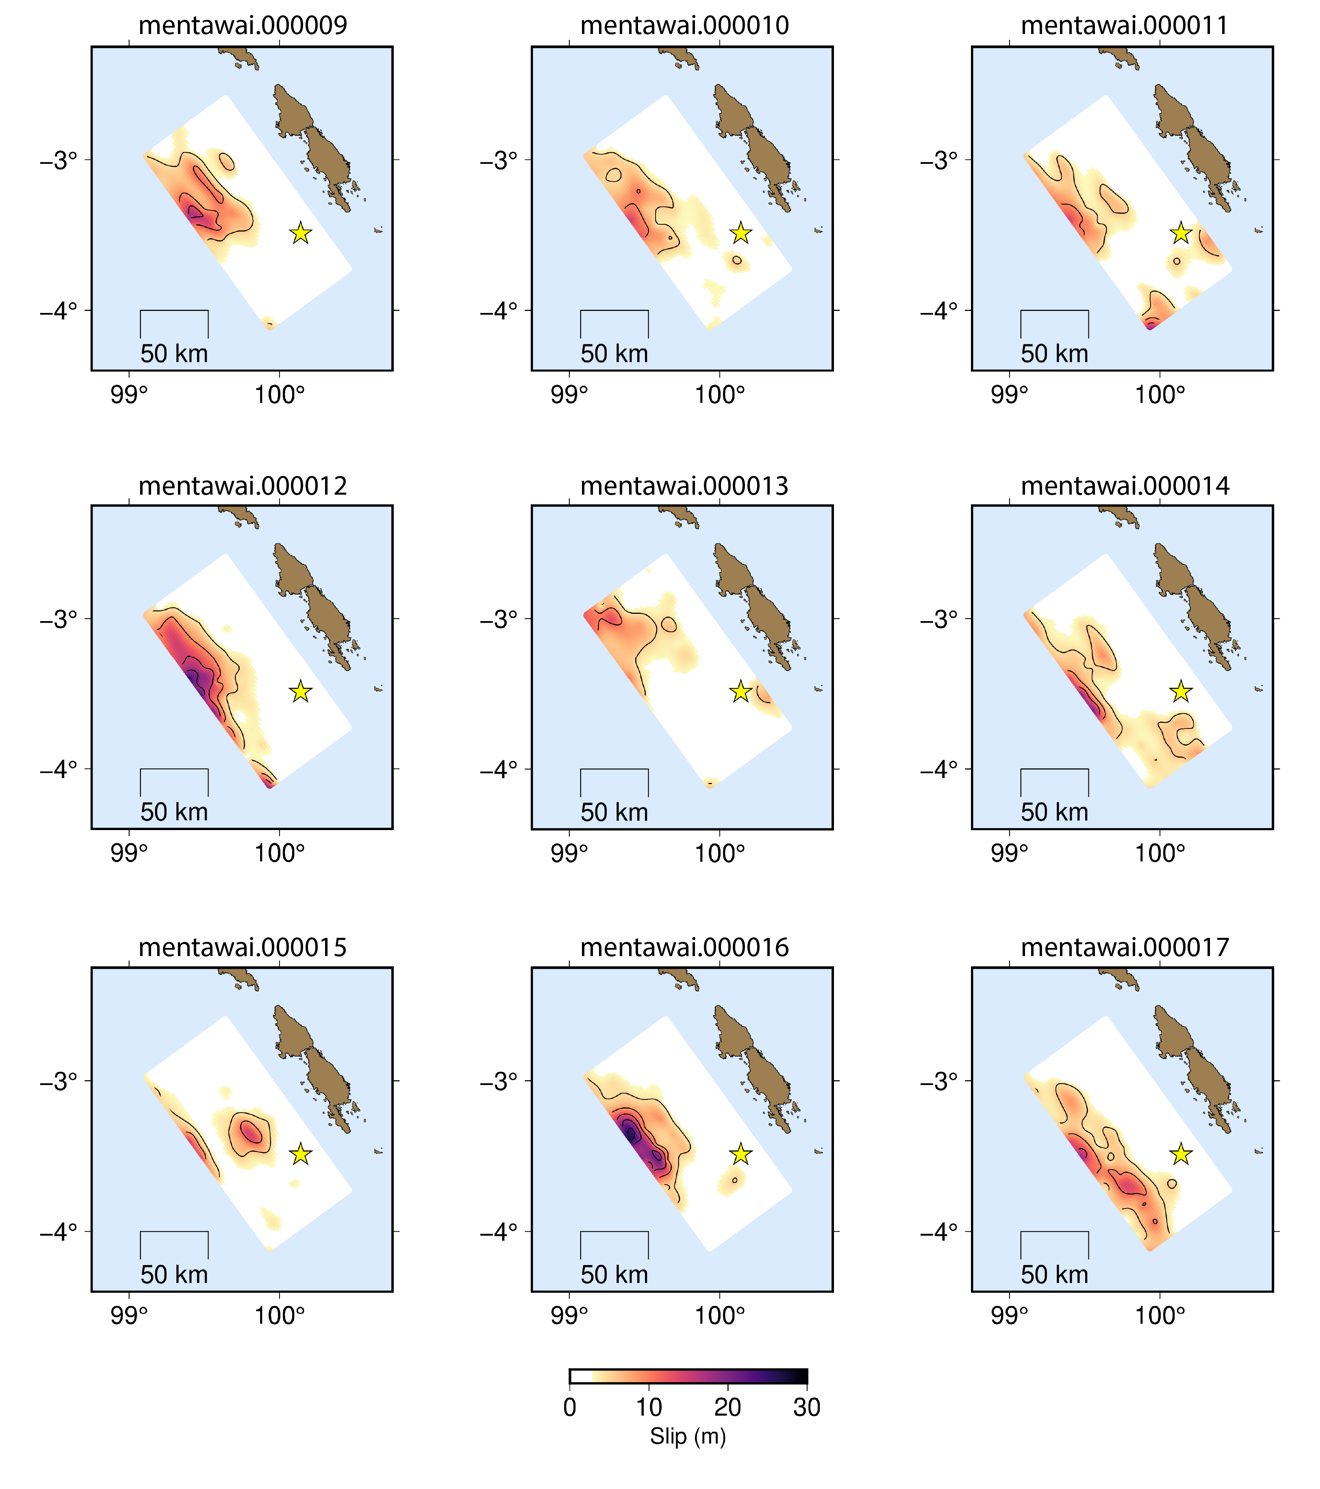 mentawai.000009 mentawai.000010 mentawai.000011
−3° −3° −3°
−4° −4° −4°
50 km 50 km 50 km
99° 100° 99° 100° 99° 100°
mentawai.000012 mentawai.000013 mentawai.000014
−3° −3° −3°
−4° −4° −4°
50 km 50 km 50 km
99° 100° 99° 100° 99° 100°
mentawai.000015 mentawai.000016 mentawai.000017
−3° −3° −3°
−4° −4° −4°
50 km 50 km 50 km
99° 100° 99° 100° 99° 100°
0 10 20 30
Slip (m)